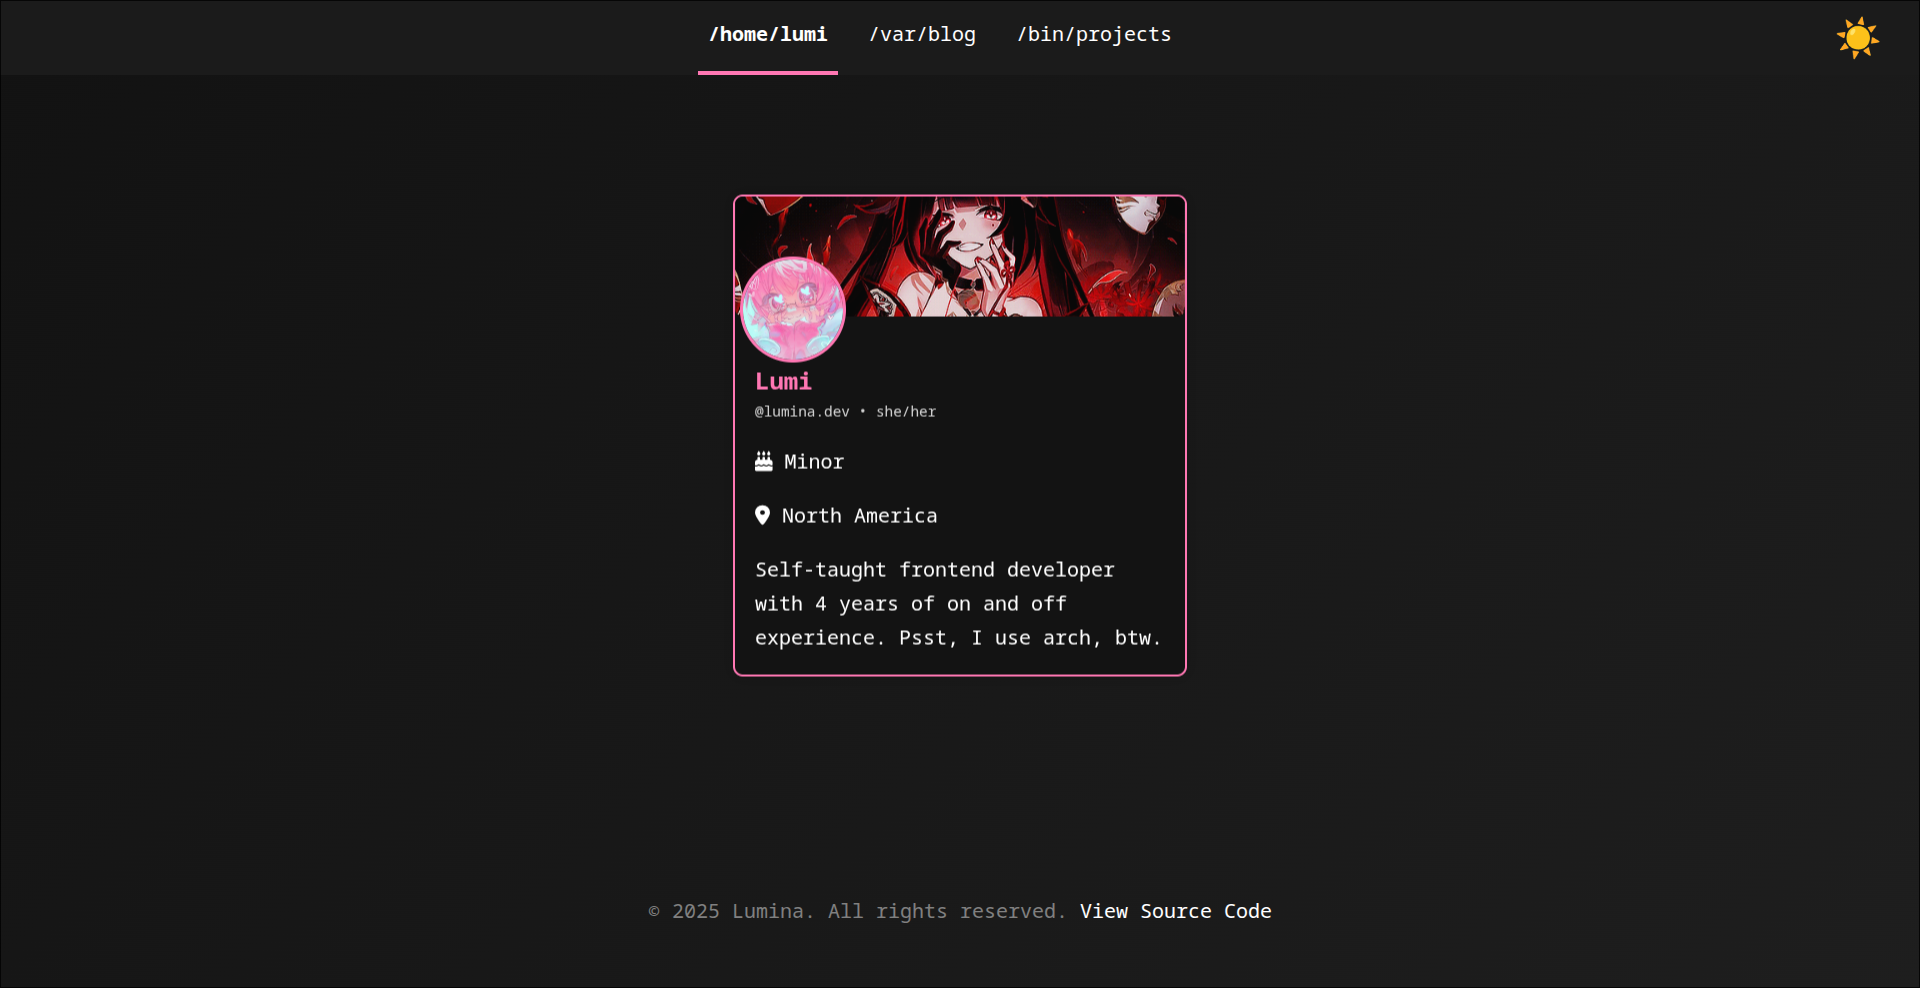 /home/lumi /var/blog /bin/projects
Lumi
@lumina.dev • she/her
Minor
North America
Self-taught frontend developer
with 4 years of on and off
experience. Psst, I use arch, btw.
© 2025 Lumina. All rights reserved. View Source Code